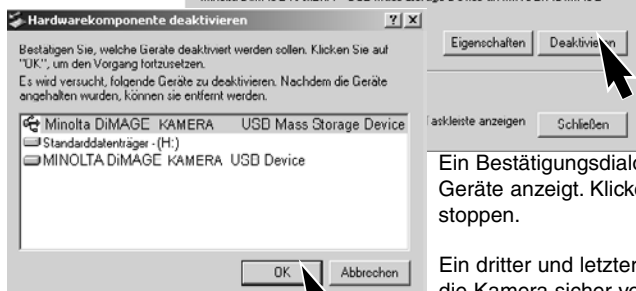 Hardwarekomponente deaktivieren
Bestätigen Sie, welche Geräte deaktiviert werden sollen. Klicken Sie auf
"OK", um den Vorgang fortzusetzen.
Es wird versucht, folgende Geräte zu deaktivieren. Nachdem die Geräte
angehalten wurden, können sie entfernt werden.
Minolta DiMAGE KAMERA USB Mass Storage Device
Standarddatenträger - (H:)
MINOLTA DiMAGE KAMERA USB Device
OK Abbrechen
Eigenschaften Deaktivieren
askleiste anzeigen Schließen
Ein Bestätigungsdialo
Geräte anzeigt. Klicke
stoppen.
Ein dritter und letzter
die Kamera sicher